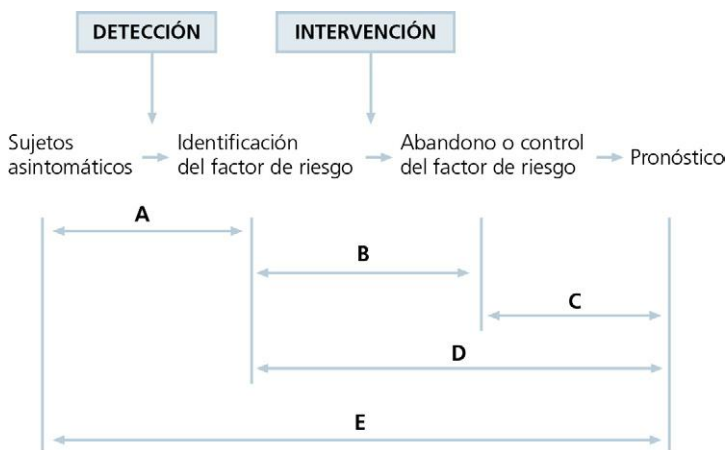 DETECCIÓN
INTERVENCIÓN
Sujetos
asintomáticos
Identificación
del factor de riesgo
Abandono o control
del factor de riesgo
Pronóstico
A
B
C
D
E